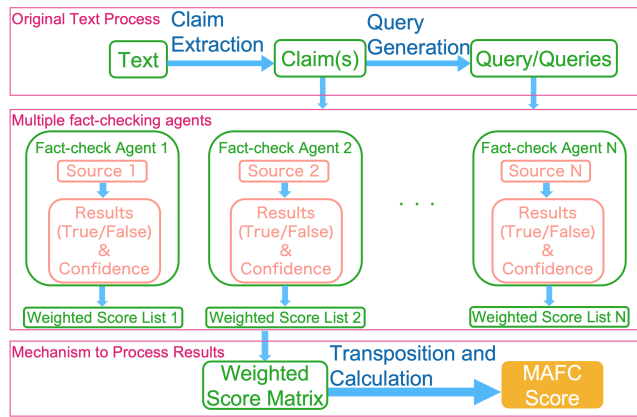 Original Text Process
Claim
Extraction
Query
Generation
Text
Claim(s)
Query/Queries
Multiple fact-checking agents
Fact-check Agent 1
Source 1
Results
(True/False)
&
Confidence
Weighted Score List 1
Fact-check Agent 2
Source 2
Results
(True/False)
&
Confidence
Weighted Score List 2
. . .
Fact-check Agent N
Source N
Results
(True/False)
&
Confidence
Weighted Score List N
Mechanism to Process Results
Weighted
Score Matrix
Transposition and
Calculation
MAFC
Score